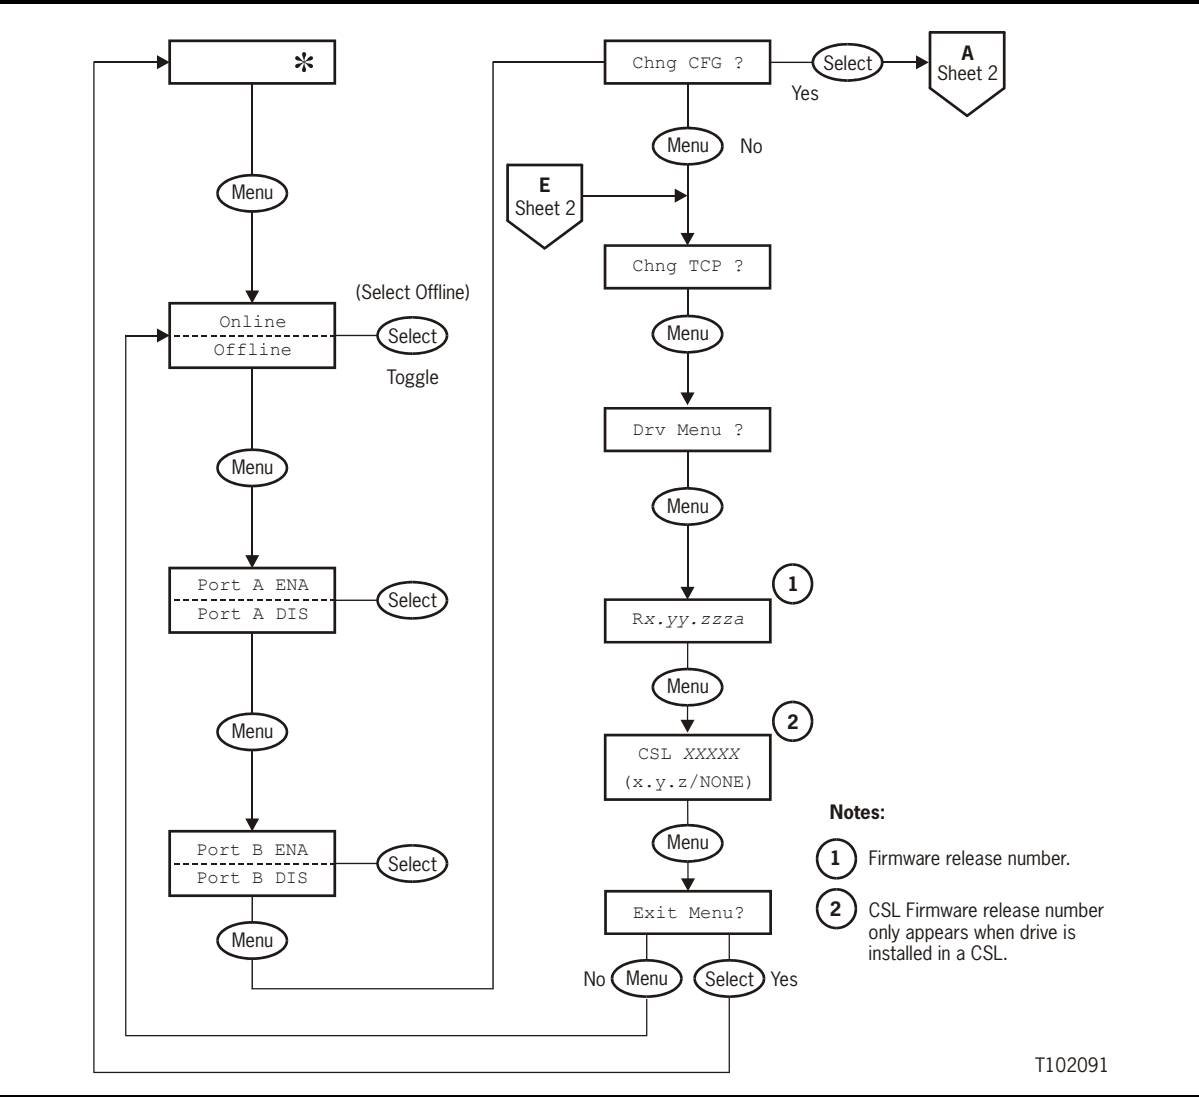 *
Menu
(Select Offline)
Online
Offline
Select
Toggle
Menu
Port A ENA
Port A DIS
Select
Menu
Port B ENA
Port B DIS
Select
Menu
Chng CFG ?
Select
Yes
A
Sheet 2
Menu
No
E
Sheet 2
Chng TCP ?
Menu
Drv Menu ?
Menu
1
Rx.yy.zzza
Menu
2
CSL XXXXX
(x.y.z/NONE)
Menu
Exit Menu?
No
Menu
Select
Yes
Notes:
1
Firmware release number.
2
CSL Firmware release number
only appears when drive is
installed in a CSL.
T102091